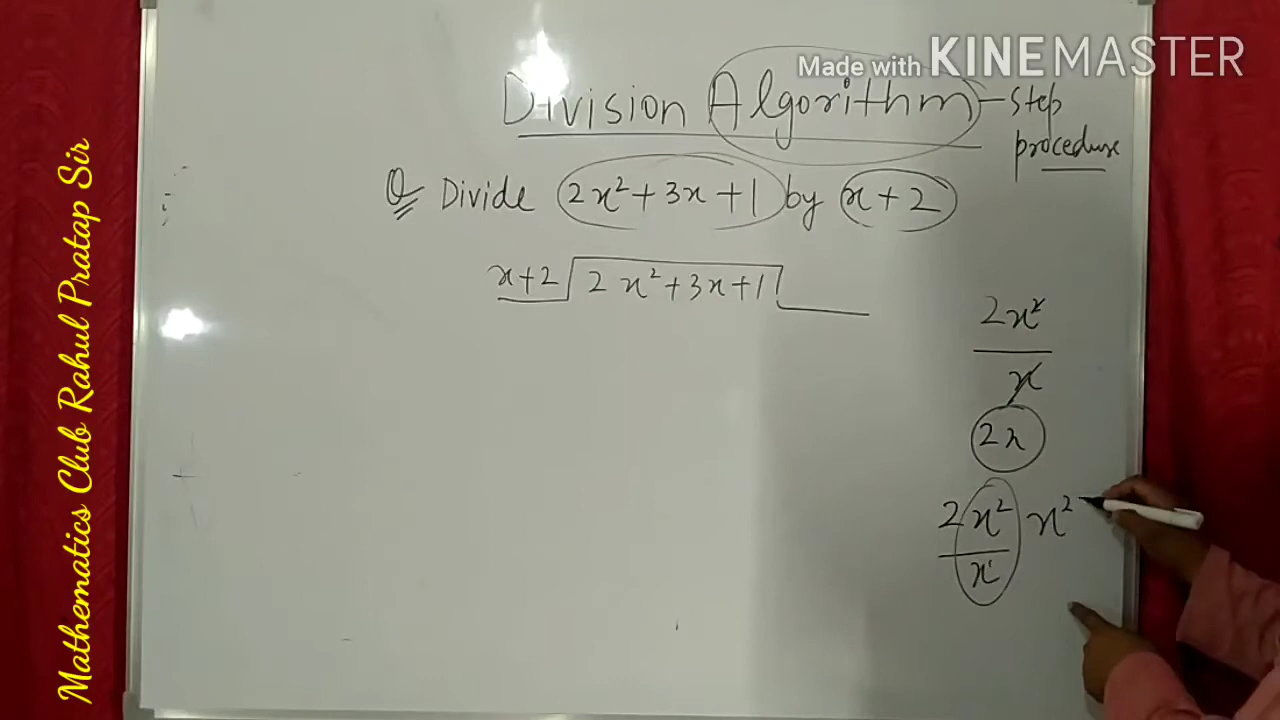 Made with KINEMASTER
Division Algorithm – Step
procedure
Q Divide 2x² + 3x + 1 by x + 2
x+2 | 2x² + 3x + 1 |
2x²
x
2x
2x² x²-
x¹
Mathematics Club Rahul Pratap Sir